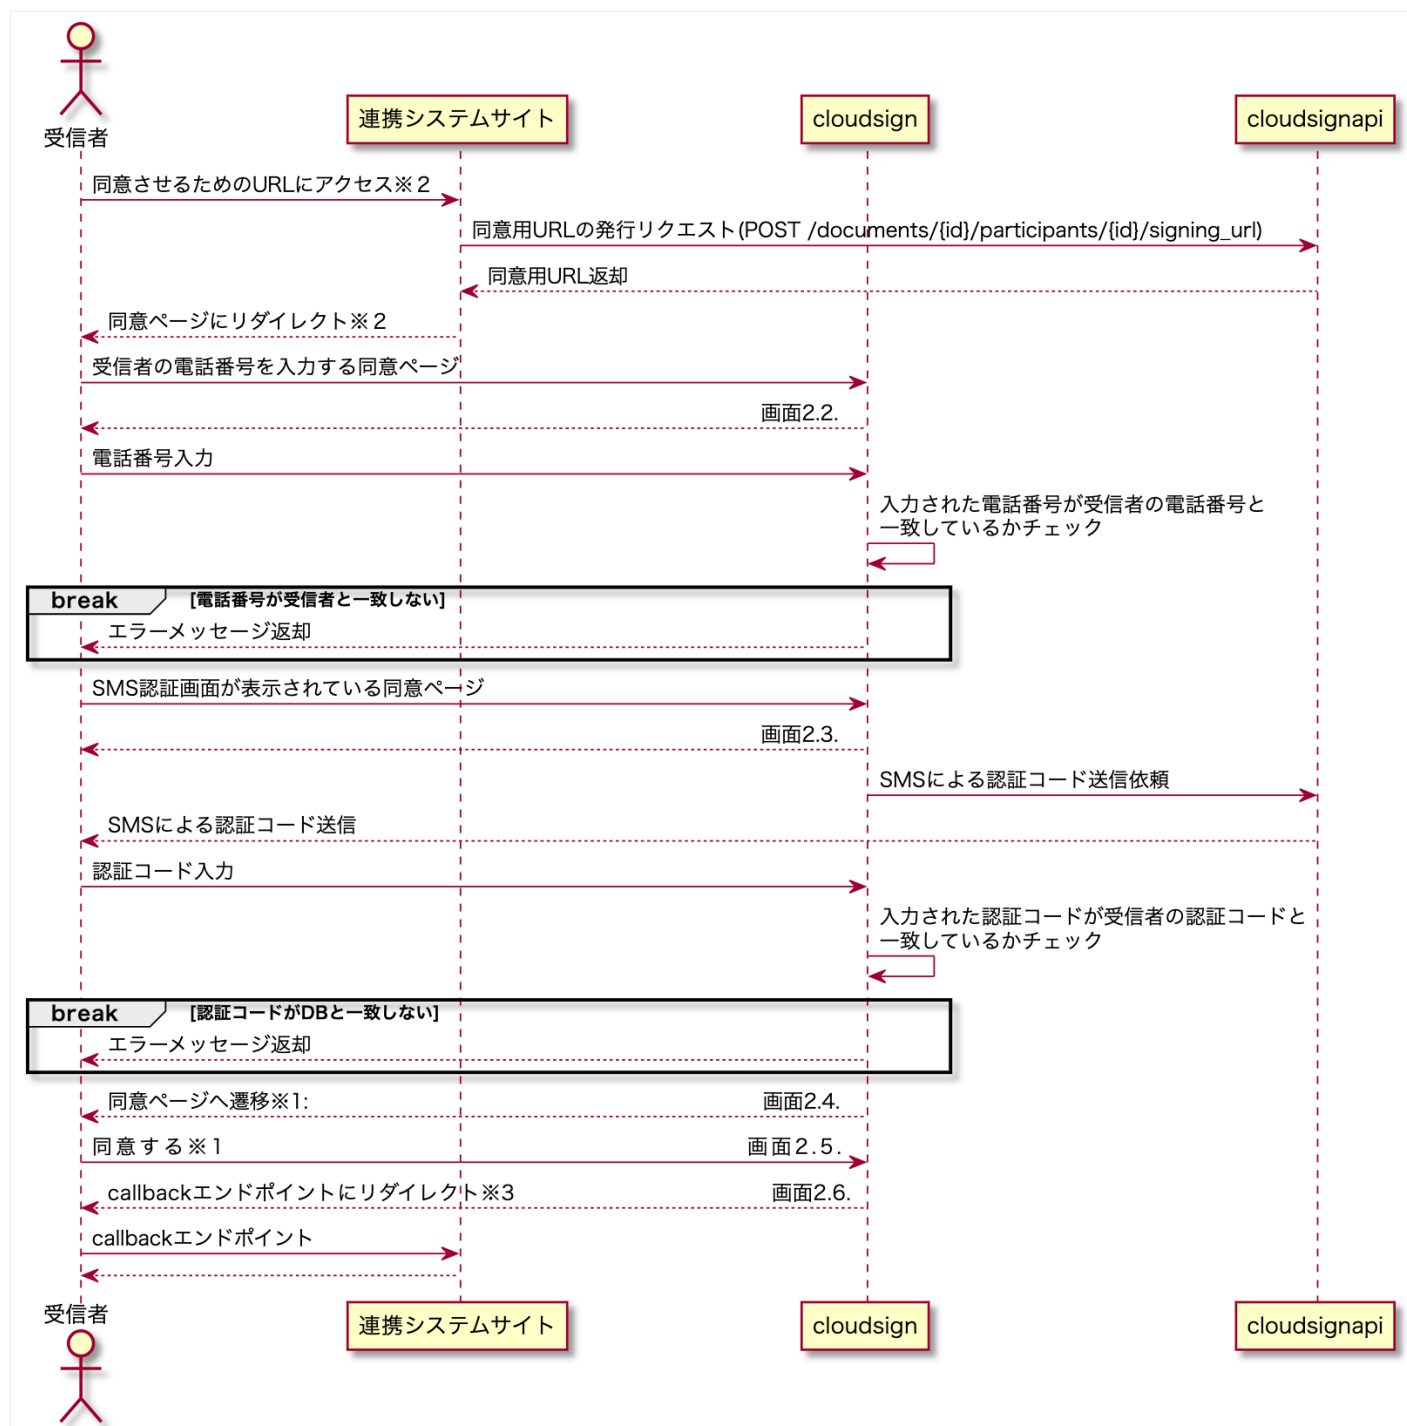 受信者
連携システムサイト
cloudsign
cloudsignapi
同意させるためのURLにアクセス※２
同意用URLの発行リクエスト(POST /documents/{id}/participants/{id}/signing_url)
同意用URL返却
同意ページにリダイレクト※２
受信者の電話番号を入力する同意ページ
画面2.2.
電話番号入力
入力された電話番号が受信者の電話番号と
一致しているかチェック
break [電話番号が受信者と一致しない]
エラーメッセージ返却
SMS認証画面が表示されている同意ページ
画面2.3.
SMSによる認証コード送信依頼
SMSによる認証コード送信
認証コード入力
入力された認証コードが受信者の認証コードと
一致しているかチェック
break [認証コードがDBと一致しない]
エラーメッセージ返却
同意ページへ遷移※1: 画面2.4.
同意する※1 画面2.5.
callbackエンドポイントにリダイレクト※3 画面2.6.
callbackエンドポイント
受信者
連携システムサイト
cloudsign
cloudsignapi